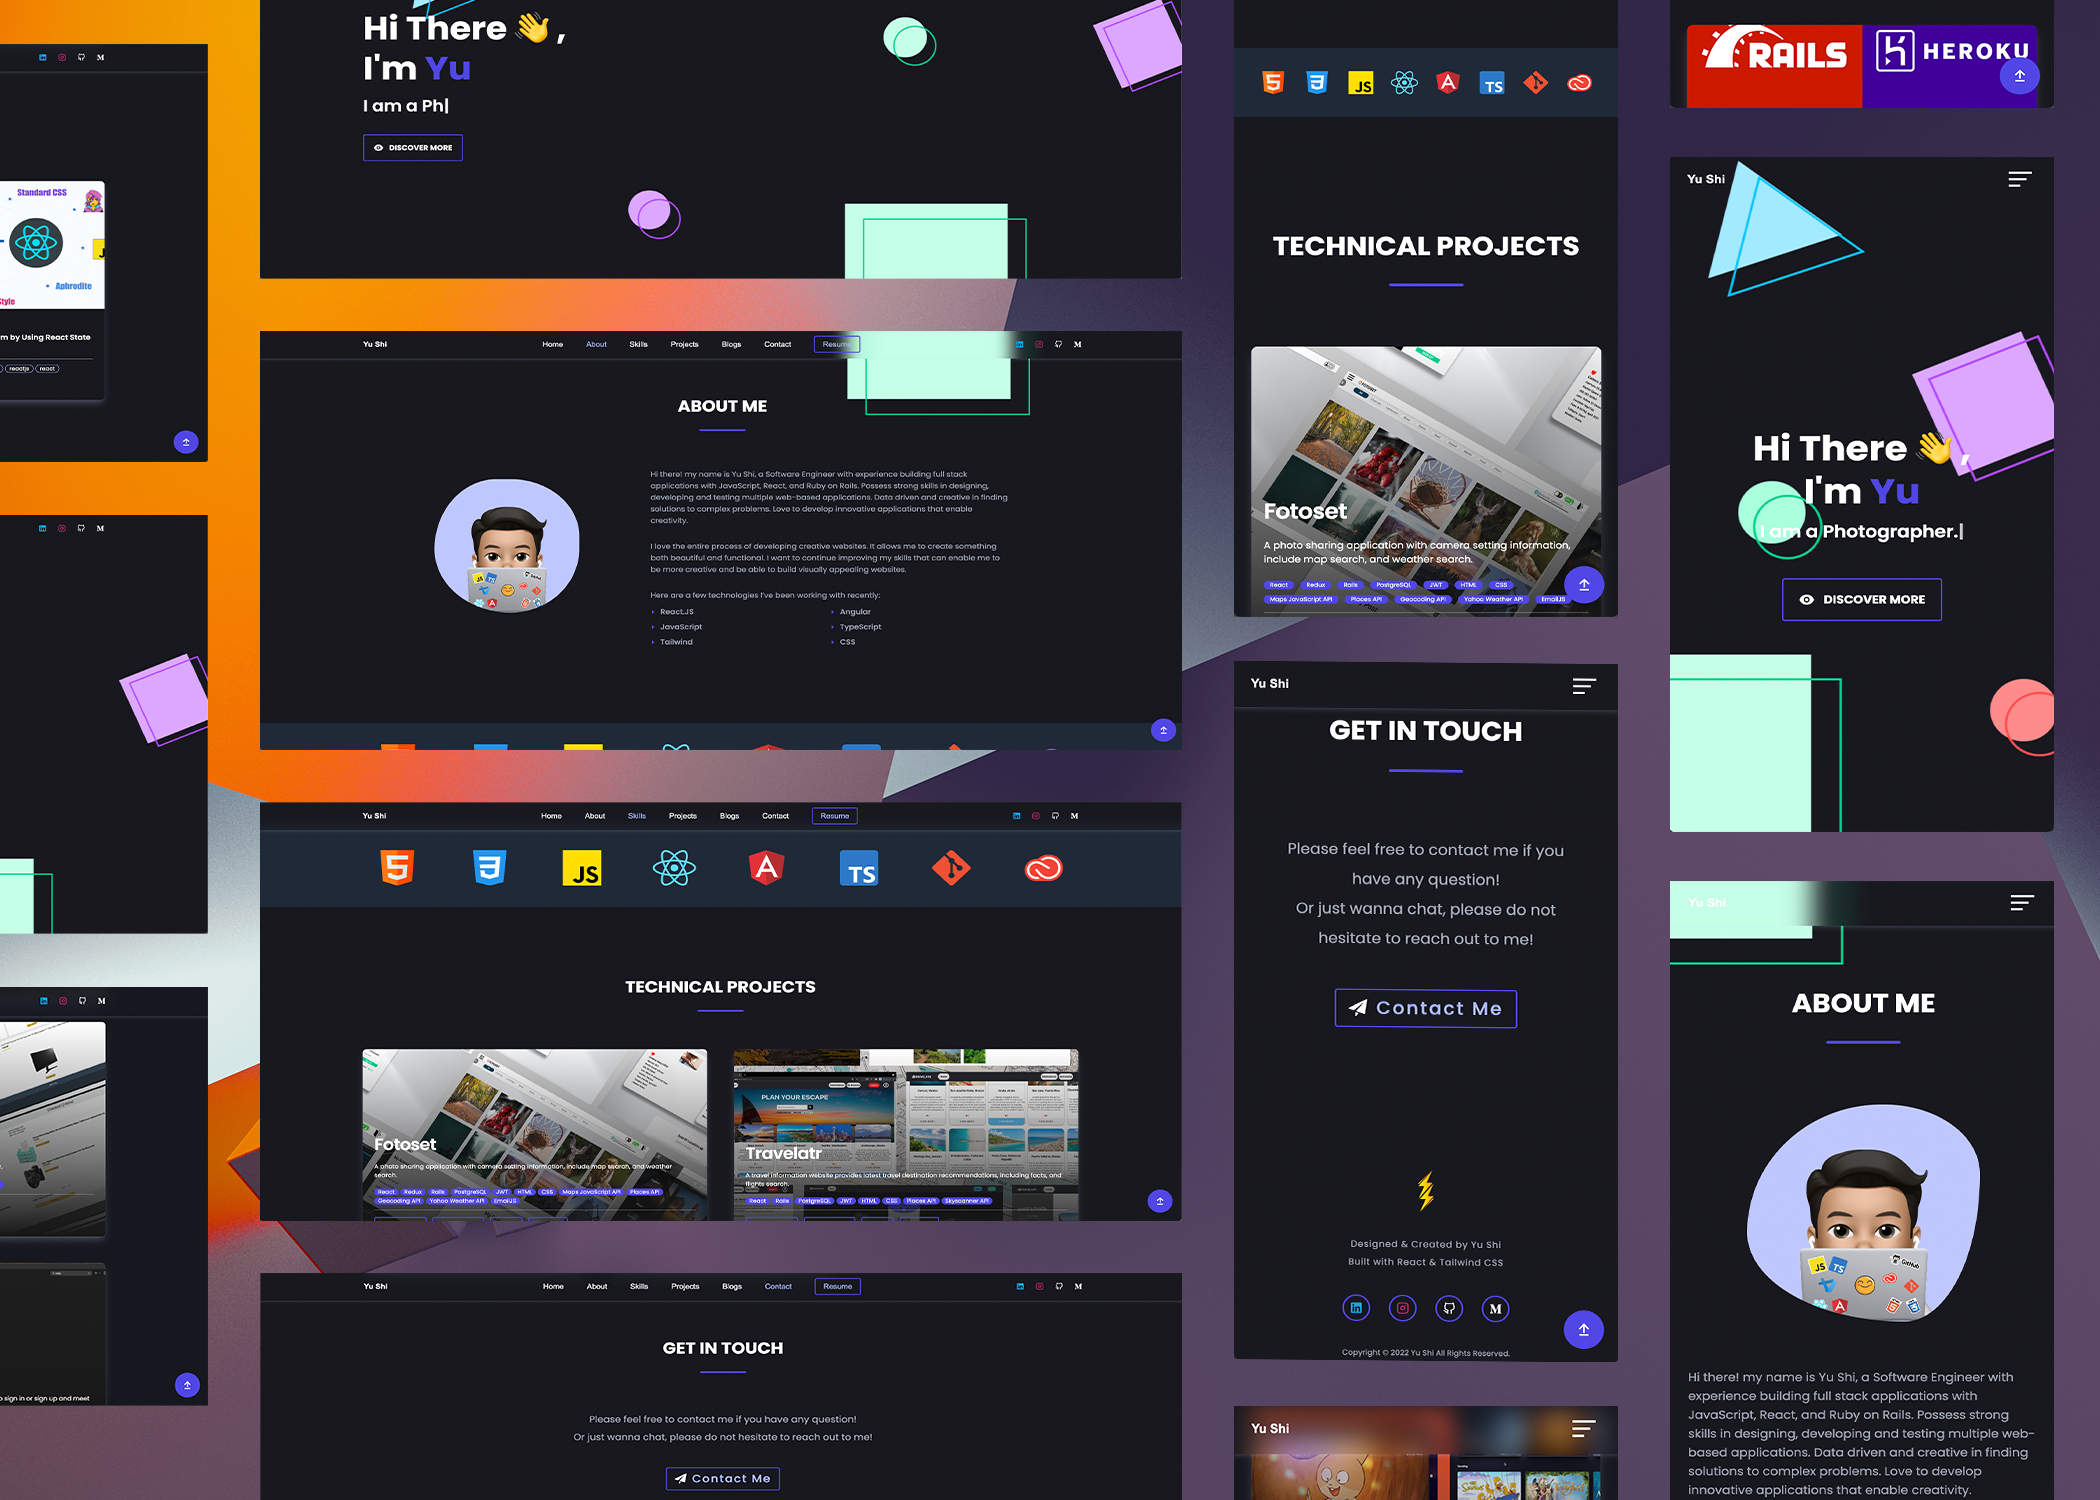 Standard CSS
Aphrodite
Style
m by Using React State
reactjs
react
M
M
M
o sign in or sign up and meet
Hi There 👋 ,
I'm Yu
I am a Ph|
DISCOVER MORE
Yu Shi
Home
About
Skills
Projects
Blogs
Contact
Resume
M
ABOUT ME
Hi there! my name is Yu Shi, a Software Engineer with experience building full stack
applications with JavaScript, React, and Ruby on Rails. Possess strong skills in designing,
developing and testing multiple web-based applications. Data driven and creative in finding
solutions to complex problems. Love to develop innovative applications that enable
creativity.
I love the entire process of developing creative websites. It allows me to create something
both beautiful and functional. I want to continue improving my skills that can enable me to
be more creative and be able to build visually appealing websites.
Here are a few technologies I've been working with recently:
React.JS
Angular
JavaScript
TypeScript
Tailwind
CSS
Yu Shi
Home
About
Skills
Projects
Blogs
Contact
Resume
M
JS
TS
TECHNICAL PROJECTS
Fotoset
A photo sharing application with camera setting information, include map search, and weather
search.
React Redux Rails PostgreSQL JWT HTML CSS Maps JavaScript API Places API
Geocoding API Yahoo Weather API EmailJS
PLAN YOUR ESCAPE
Travelatr
A travel information website provides latest travel destination recommendations, including facts, and
flights search.
React Rails PostgreSQL JWT HTML CSS Places API Skyscanner API
Yu Shi
Home
About
Skills
Projects
Blogs
Contact
Resume
M
GET IN TOUCH
Please feel free to contact me if you have any question!
Or just wanna chat, please do not hesitate to reach out to me!
Contact Me
JS
TS
TECHNICAL PROJECTS
Fotoset
A photo sharing application with camera setting information,
include map search, and weather search.
React Redux Rails PostgreSQL JWT HTML CSS
Maps JavaScript API Places API Geocoding API Yahoo Weather API EmailJS
Yu Shi
GET IN TOUCH
Please feel free to contact me if you
have any question!
Or just wanna chat, please do not
hesitate to reach out to me!
Contact Me
Designed & Created by Yu Shi
Built with React & Tailwind CSS
M
Copyright © 2022 Yu Shi All Rights Reserved.
Yu Shi
RAILS
HEROKU
Yu Shi
Hi There 👋 ,
I'm Yu
I am a Photographer.|
DISCOVER MORE
Yu Shi
ABOUT ME
JS
TS
GitHub
Hi there! my name is Yu Shi, a Software Engineer with
experience building full stack applications with
JavaScript, React, and Ruby on Rails. Possess strong
skills in designing, developing and testing multiple web-
based applications. Data driven and creative in finding
solutions to complex problems. Love to develop
innovative applications that enable creativity.